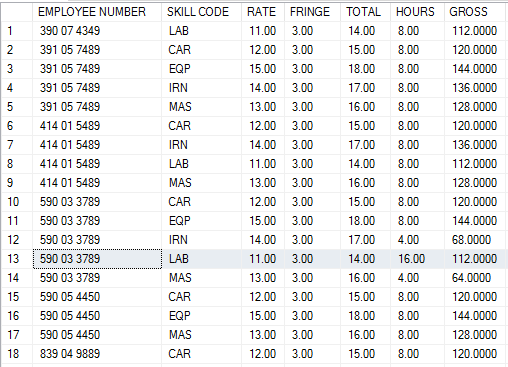 EMPLOYEE NUMBER SKILL CODE RATE FRINGE TOTAL HOURS GROSS
1 390 07 4349 LAB 11.00 3.00 14.00 8.00 112.0000
2 391 05 7489 CAR 12.00 3.00 15.00 8.00 120.0000
3 391 05 7489 EQP 15.00 3.00 18.00 8.00 144.0000
4 391 05 7489 IRN 14.00 3.00 17.00 8.00 136.0000
5 391 05 7489 MAS 13.00 3.00 16.00 8.00 128.0000
6 414 01 5489 CAR 12.00 3.00 15.00 8.00 120.0000
7 414 01 5489 IRN 14.00 3.00 17.00 8.00 136.0000
8 414 01 5489 LAB 11.00 3.00 14.00 8.00 112.0000
9 414 01 5489 MAS 13.00 3.00 16.00 8.00 128.0000
10 590 03 3789 CAR 12.00 3.00 15.00 8.00 120.0000
11 590 03 3789 EQP 15.00 3.00 18.00 8.00 144.0000
12 590 03 3789 IRN 14.00 3.00 17.00 4.00 68.0000
13 590 03 3789 LAB 11.00 3.00 14.00 16.00 112.0000
14 590 03 3789 MAS 13.00 3.00 16.00 4.00 64.0000
15 590 05 4450 CAR 12.00 3.00 15.00 8.00 120.0000
16 590 05 4450 EQP 15.00 3.00 18.00 8.00 144.0000
17 590 05 4450 MAS 13.00 3.00 16.00 8.00 128.0000
18 839 04 9889 CAR 12.00 3.00 15.00 8.00 120.0000